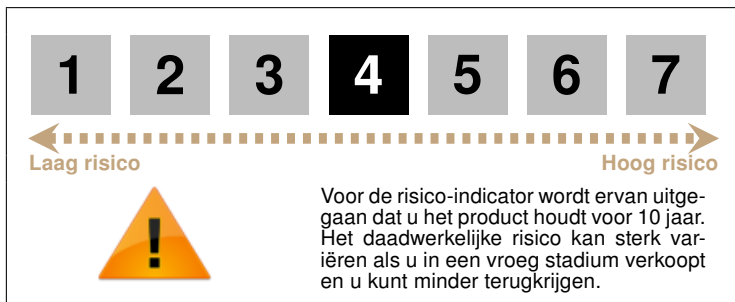 1 2 3 4 5 6 7
Laag risico Hoog risico
!
Voor de risico-indicator wordt ervan uitge-
gaan dat u het product houdt voor 10 jaar.
Het daadwerkelijke risico kan sterk var-
iëren als u in een vroeg stadium verkoopt
en u kunt minder terugkrijgen.